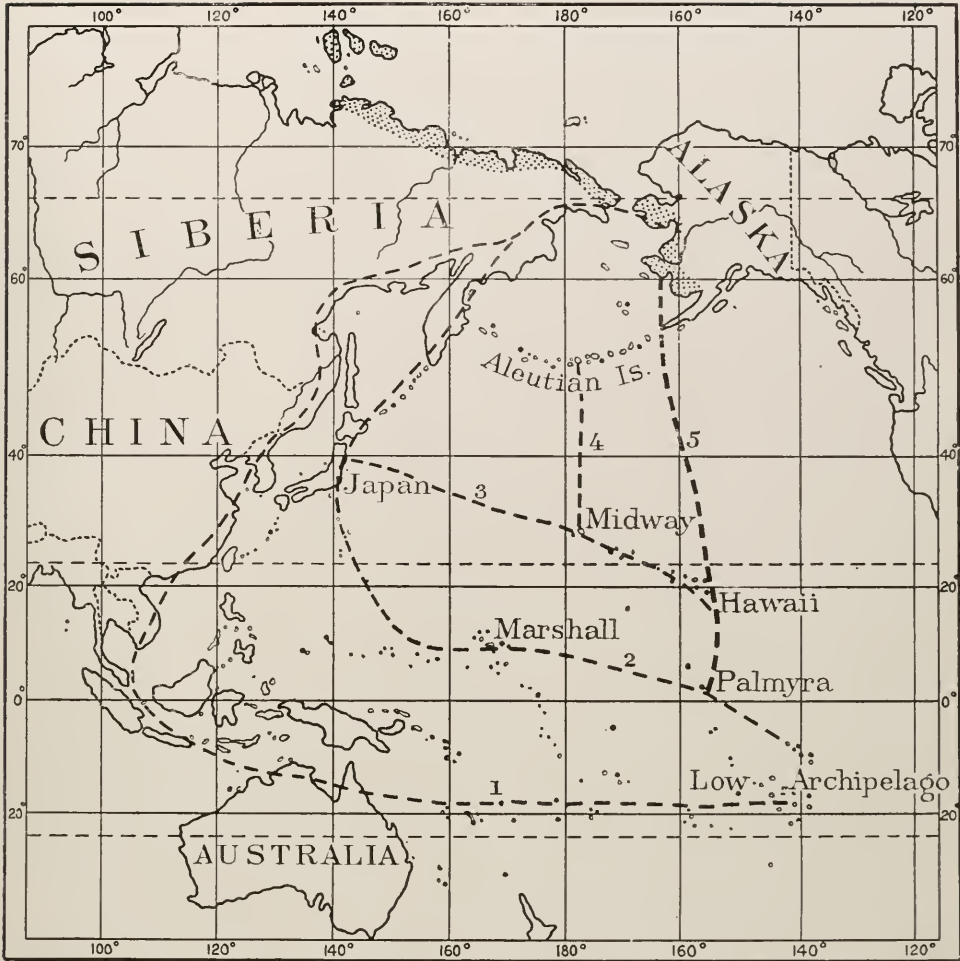 100° 120° 140° 160° 180° 160° 140° 120°
70° 70°
ALASKA
SIBERIA
60° 60°
Aleutian Is.
CHINA
4 5
40° 40°
Japan 3
Midway
20° 20°
Hawaii
Marshall
2
Palmyra
0° 0°
Low Archipelago
1
20° 20°
AUSTRALIA
100° 120° 140° 160° 180° 160° 140° 120°